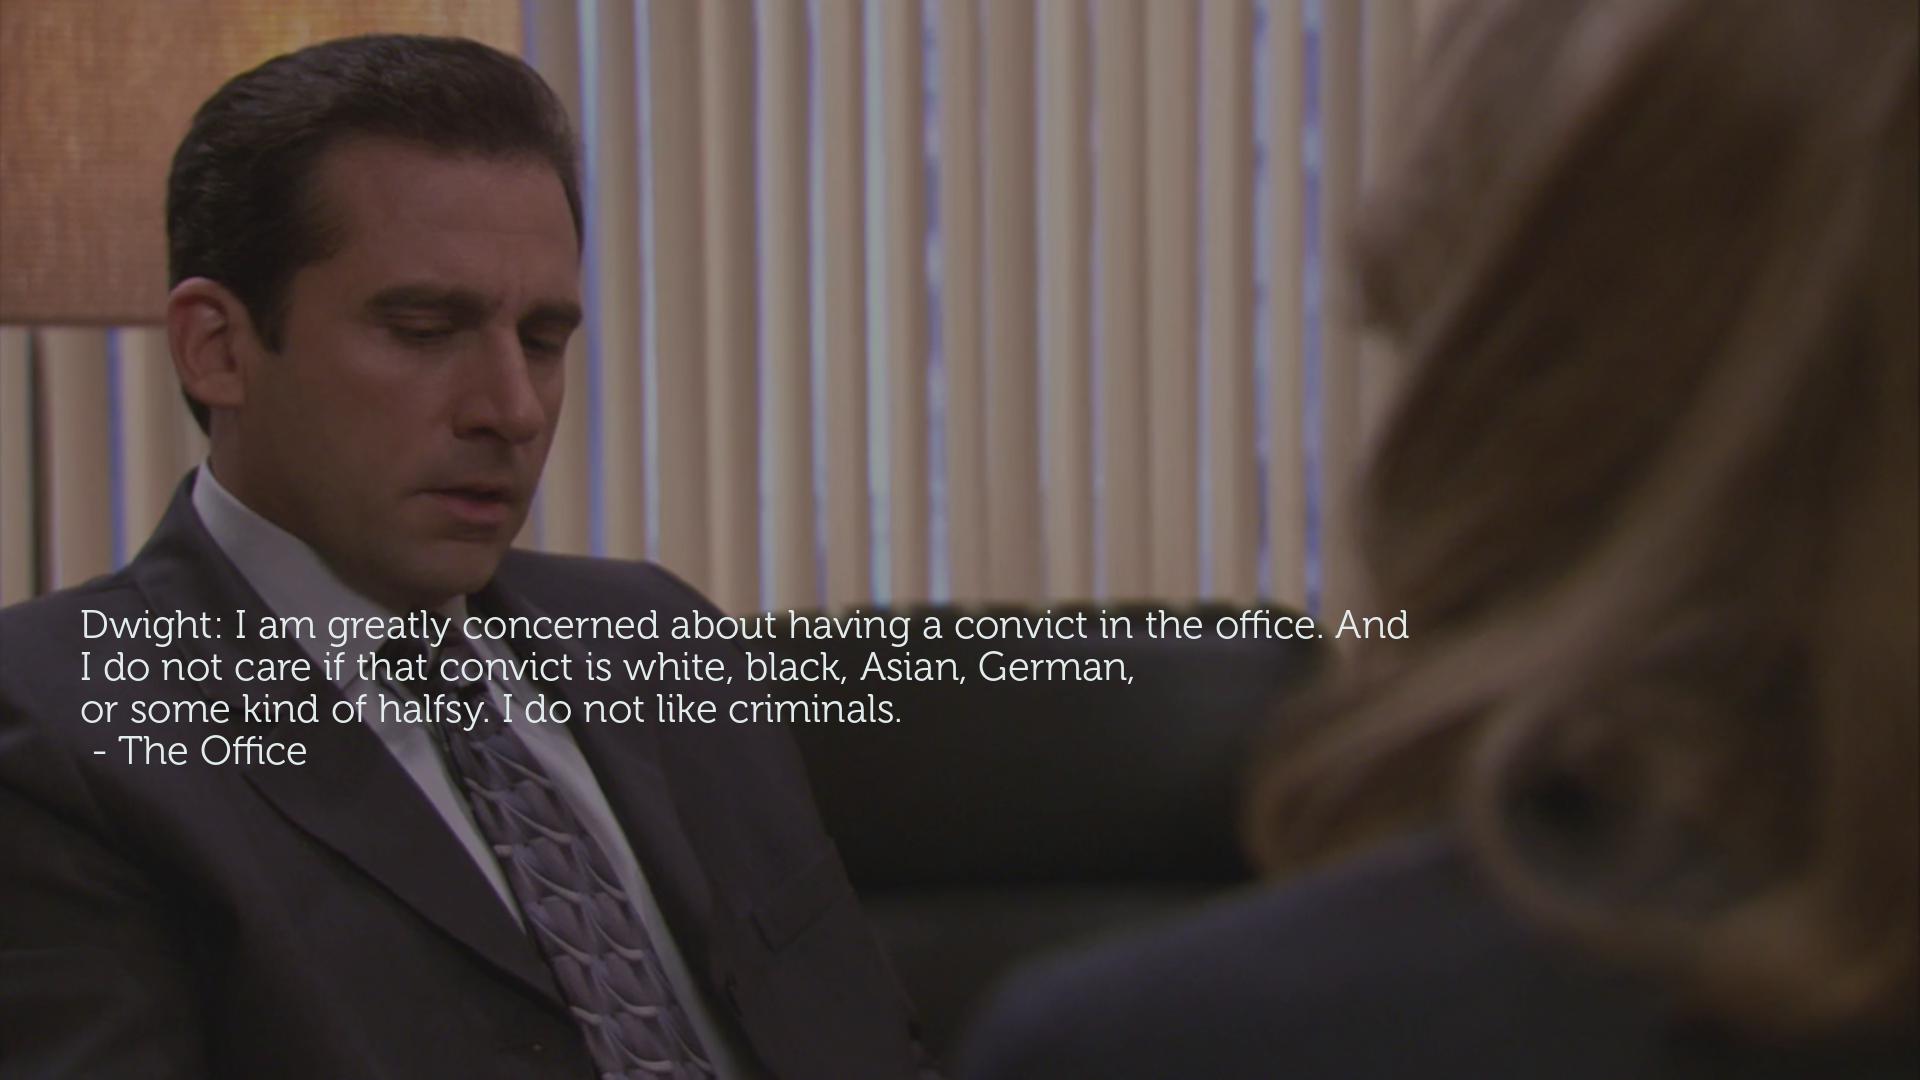 Dwight: I am greatly concerned about having a convict in the office. And
I do not care if that convict is white, black, Asian, German,
or some kind of halfsy. I do not like criminals.
- The Office